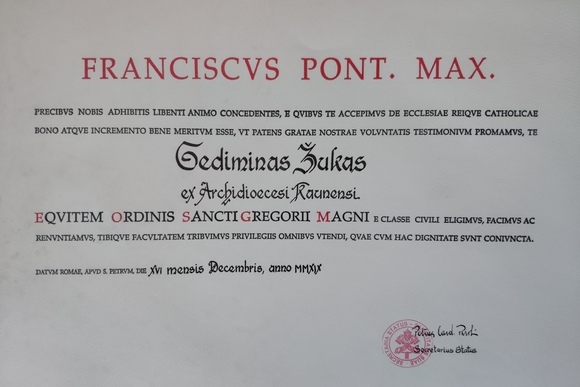 FRANCISCVS PONT. MAX.
PRECIBVS NOBIS ADHIBITIS LIBENTI ANIMO CONCEDENTES, E QVIBVS TE ACCEPIMVS DE ECCLESIAE REIQVE CATHOLICAE
BONO ATQVE INCREMENTO BENE MERITVM ESSE, VT PATENS GRATAE NOSTRAE VOLVNTATIS TESTIMONIVM PROMAMVS, TE
Gediminas Žukas
ex Archidioecesi Kaunensi.
EQVITEM ORDINIS SANCTI GREGORII MAGNI E CLASSE CIVILI ELIGIMVS, FACIMVS AC
RENVNTIAMVS, TIBIQVE FACVLTATEM TRIBVIMVS PRIVILEGIIS OMNIBVS VTENDI, QVAE CVM HAC DIGNITATE SVNT CONIVNCTA.
DATVM ROMAE, APVD S. PETRVM, DIE XVI mensis Decembris, anno MMXIX
Petrus Card. Parolin
Secretarius Status